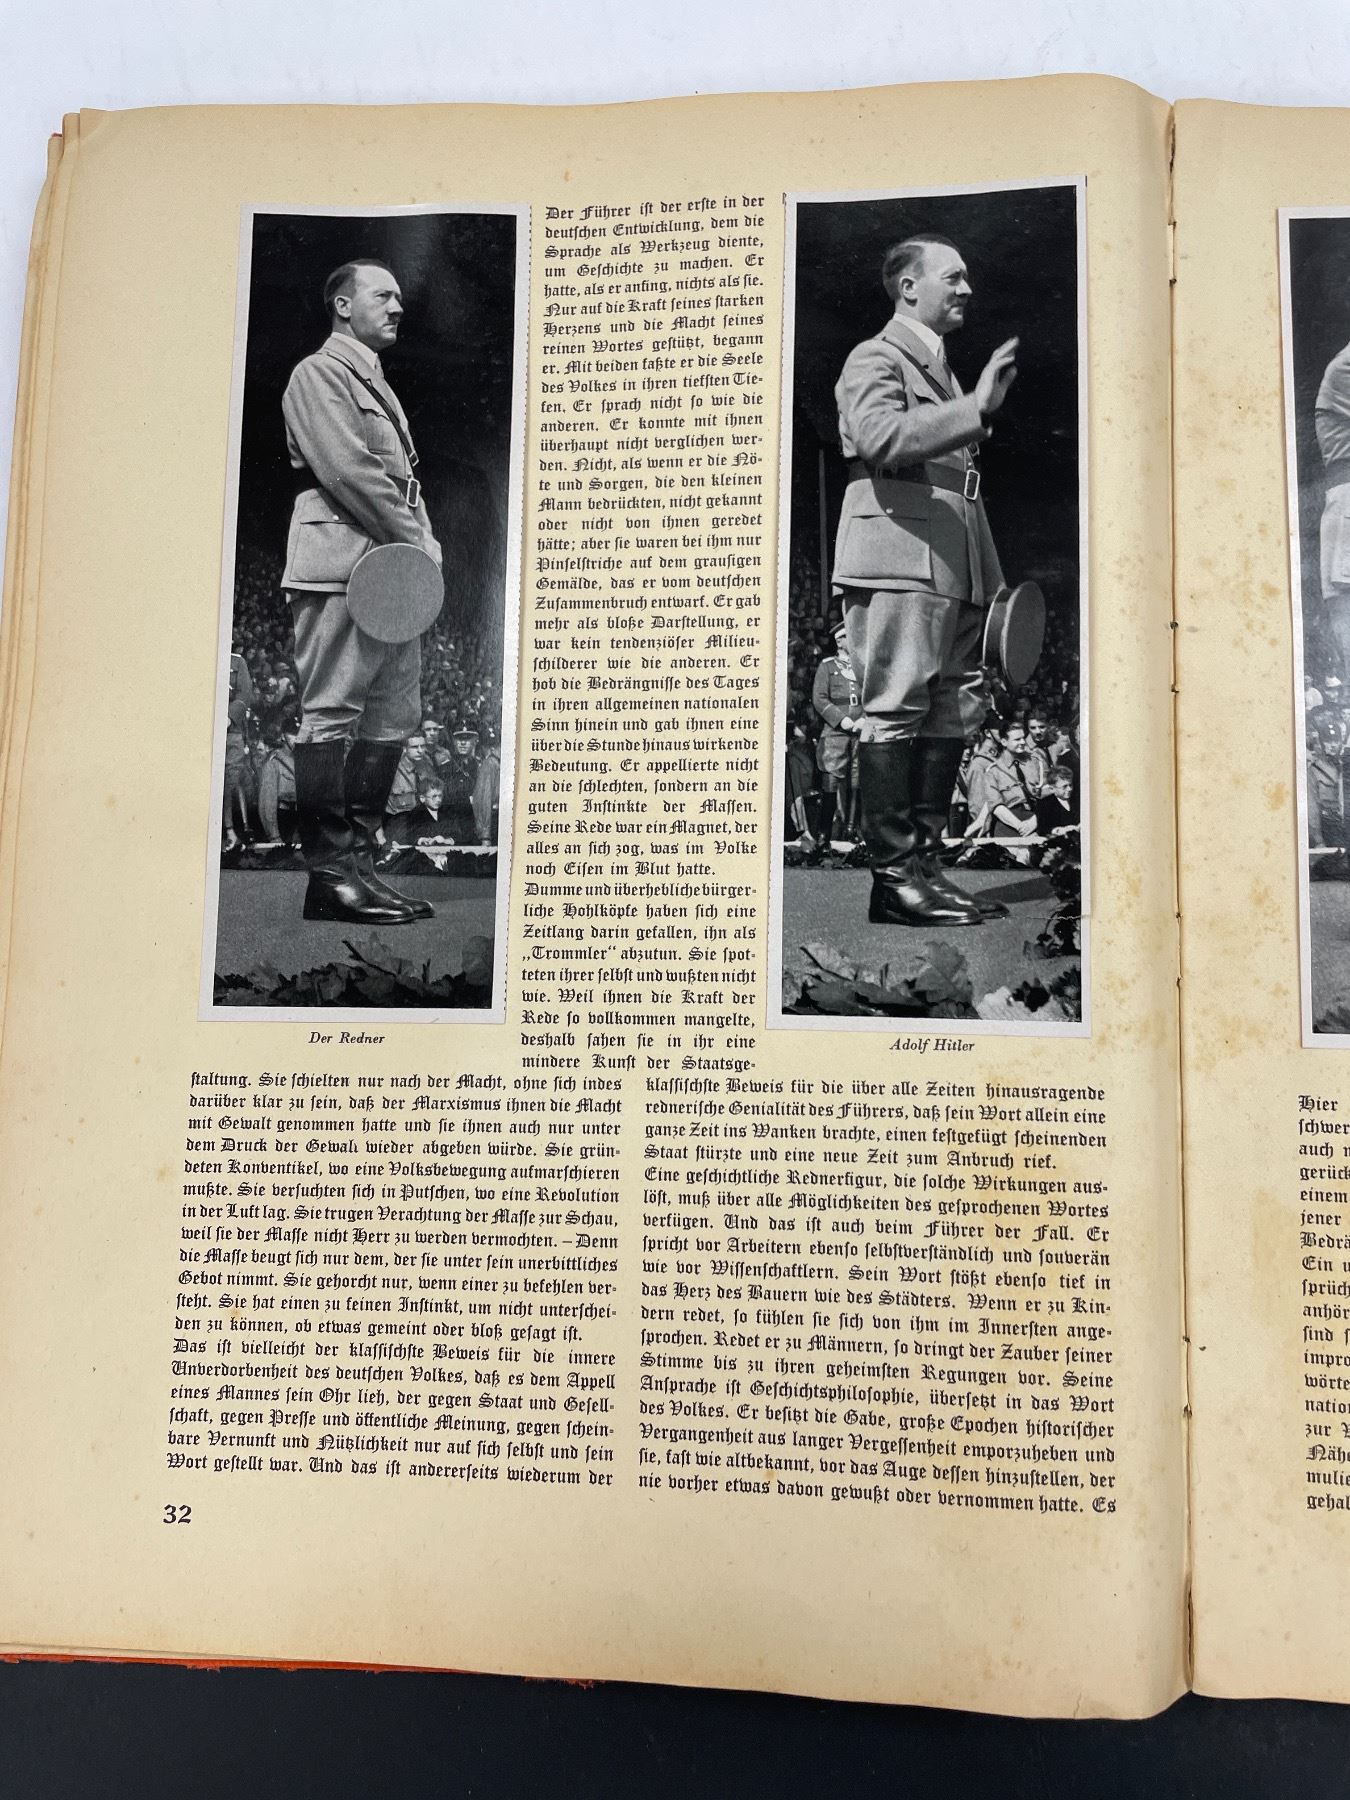 Der Führer ist der erste in der
deutschen Entwicklung, dem die
Sprache als Werkzeug diente,
um Geschichte zu machen. Er
hatte, als er anfing, nichts als sie.
Nur auf die Kraft seines starken
Herzens und die Macht seines
reinen Wortes gestützt, begann
er. Mit beiden faßte er die Seele
des Volkes in ihren tiefsten Tie-
fen. Er sprach nicht so wie die
anderen. Er konnte mit ihnen
überhaupt nicht verglichen wer-
den. Nicht, als wenn er die Nö-
te und Sorgen, die den kleinen
Mann bedrückten, nicht gekannt
oder nicht von ihnen geredet
hätte; aber sie waren bei ihm nur
Pinselstriche auf dem grausigen
Gemälde, das er vom deutschen
Zusammenbruch entwarf. Er gab
mehr als bloße Darstellung, er
war kein tendenziöser Milieu-
schilderer wie die anderen. Er
hob die Bedrängnisse des Tages
in ihren allgemeinen nationalen
Sinn hinein und gab ihnen eine
über die Stunde hinaus wirkende
Bedeutung. Er appellierte nicht
an die schlechten, sondern an die
guten Instinkte der Massen.
Seine Rede war ein Magnet, der
alles an sich zog, was im Volke
noch Eisen im Blut hatte.
Dumme und überhebliche bürger-
liche Hohlköpfe haben sich eine
Zeitlang darin gefallen, ihn als
„Trommler“ abzutun. Sie spot-
teten ihrer selbst und wußten nicht
wie. Weil ihnen die Kraft der
Rede so vollkommen mangelte,
deshalb sahen sie in ihr eine
mindere Kunst der Staatsge-
Der Redner
Adolf Hitler
staltung. Sie schielten nur nach der Macht, ohne sich indes
darüber klar zu sein, daß der Marxismus ihnen die Macht
mit Gewalt genommen hatte und sie ihnen auch nur unter
dem Druck der Gewalt wieder abgeben würde. Sie grün-
deten Konventikel, wo eine Volksbewegung aufmarschieren
mußte. Sie versuchten sich in Putschen, wo eine Revolution
in der Luft lag. Sie trugen Verachtung der Masse zur Schau,
weil sie der Masse nicht Herr zu werden vermochten. – Denn
die Masse beugt sich nur dem, der sie unter sein unerbittliches
Gebot nimmt. Sie gehorcht nur, wenn einer zu befehlen ver-
steht. Sie hat einen zu feinen Instinkt, um nicht unterschei-
den zu können, ob etwas gemeint oder bloß gesagt ist.
Das ist vielleicht der klassischste Beweis für die innere
Unverdorbenheit des deutschen Volkes, daß es dem Appell
eines Mannes sein Ohr lieh, der gegen Staat und Gesell-
schaft, gegen Presse und öffentliche Meinung, gegen schein-
bare Vernunft und Nützlichkeit nur auf sich selbst und sein
Wort gestellt war. Und das ist andererseits wiederum der
klassischste Beweis für die über alle Zeiten hinausragende
rednerische Genialität des Führers, daß sein Wort allein eine
ganze Zeit ins Wanken brachte, einen festgefügt scheinenden
Staat stürzte und eine neue Zeit zum Anbruch rief.
Eine geschichtliche Rednerfigur, die solche Wirkungen aus-
löst, muß über alle Möglichkeiten des gesprochenen Wortes
verfügen. Und das ist auch beim Führer der Fall. Er
spricht vor Arbeitern ebenso selbstverständlich und souverän
wie vor Wissenschaftlern. Sein Wort stößt ebenso tief in
das Herz des Bauern wie des Städters. Wenn er zu Kin-
dern redet, so fühlen sie sich von ihm im Innersten ange-
sprochen. Redet er zu Männern, so dringt der Zauber seiner
Stimme bis zu ihren geheimsten Regungen vor. Seine
Ansprache ist Geschichtsphilosophie, übersetzt in das Wort
des Volkes. Er besitzt die Gabe, große Epochen historischer
Vergangenheit aus langer Vergessenheit emporzuheben und
sie, fast wie altbekannt, vor das Auge dessen hinzustellen, der
nie vorher etwas davon gewußt oder vernommen hatte. Es
32
Hier
schwer
auch n
gerück
einem
jener
Bedrä
Ein u
sprüch
anhör
sind s
impro
wörte
nation
zur V
Nähe
mulie
gehal